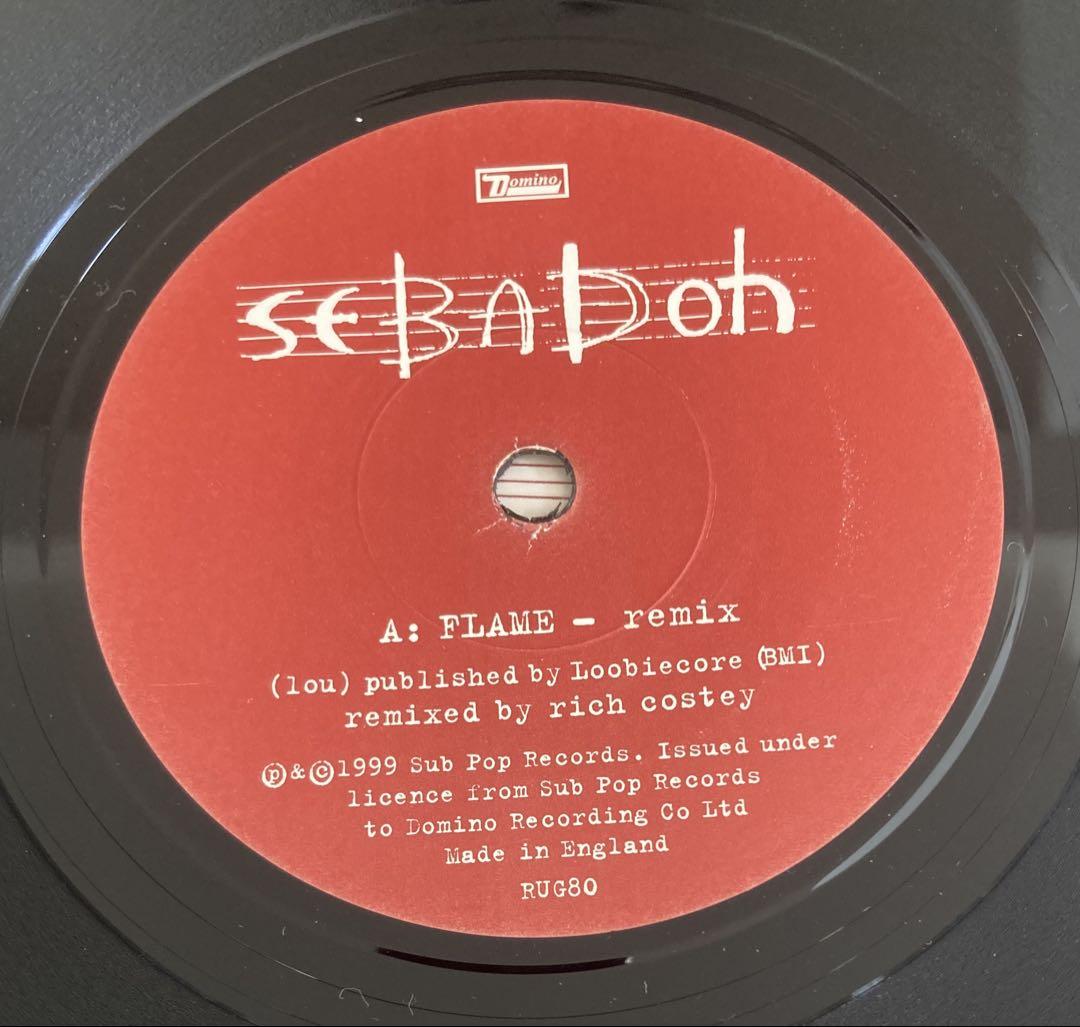 Domino
SEBADOH
A: FLAME - remix
(lou) published by Loobiecore (BMI)
remixed by rich costey
℗ & ©1999 Sub Pop Records. Issued under
licence from Sub Pop Records
to Domino Recording Co Ltd
Made in England
RUG80